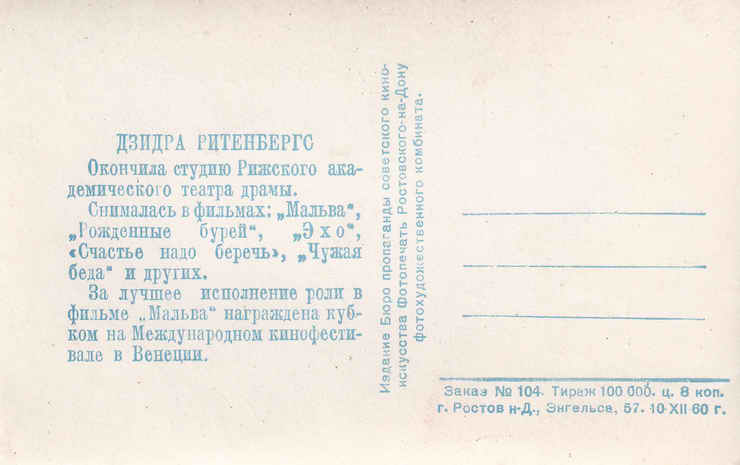 ДЗИДРА РИТЕНБЕРГС
Окончила студию Рижского ака-
демического театра драмы.
Снималась в фильмах: „Мальва“,
„Рожденные бурей“, „Эхо“,
«Счастье надо беречь», „Чужая
беда“ и других.
За лучшее исполнение роли в
фильме „Мальва“ награждена куб-
ком на Международном кинофести-
вале в Венеции.
Издание Бюро пропаганды советского кино-
искусства Фотопечать Ростовского-на-Дону
фотохудожественного комбината.
Заказ № 104. Тираж 100 000. ц. 8 коп.
г. Ростов н-Д., Энгельса, 57. 10-XII 60 г.